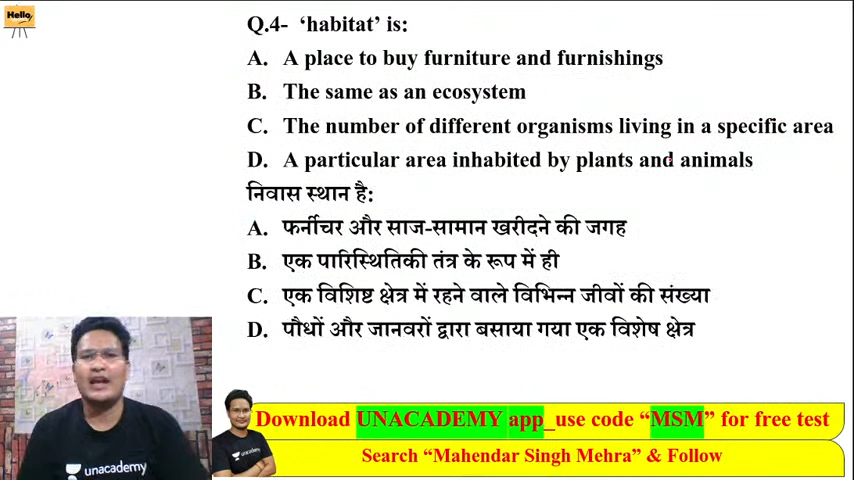 Hello
Q.4- ‘habitat’ is:
A. A place to buy furniture and furnishings
B. The same as an ecosystem
C. The number of different organisms living in a specific area
D. A particular area inhabited by plants and animals
निवास स्थान है:
A. फर्नीचर और साज-सामान खरीदने की जगह
B. एक पारिस्थितिकी तंत्र के रूप में ही
C. एक विशिष्ट क्षेत्र में रहने वाले विभिन्न जीवों की संख्या
D. पौधों और जानवरों द्वारा बसाया गया एक विशेष क्षेत्र
unacademy
unacademy
Download UNACADEMY app_use code “MSM” for free test
Search “Mahendar Singh Mehra” & Follow